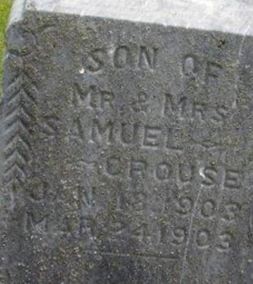 SON OF
MR. & MRS
SAMUEL
CROUSE
JAN 18 1903
MAR 24 1903